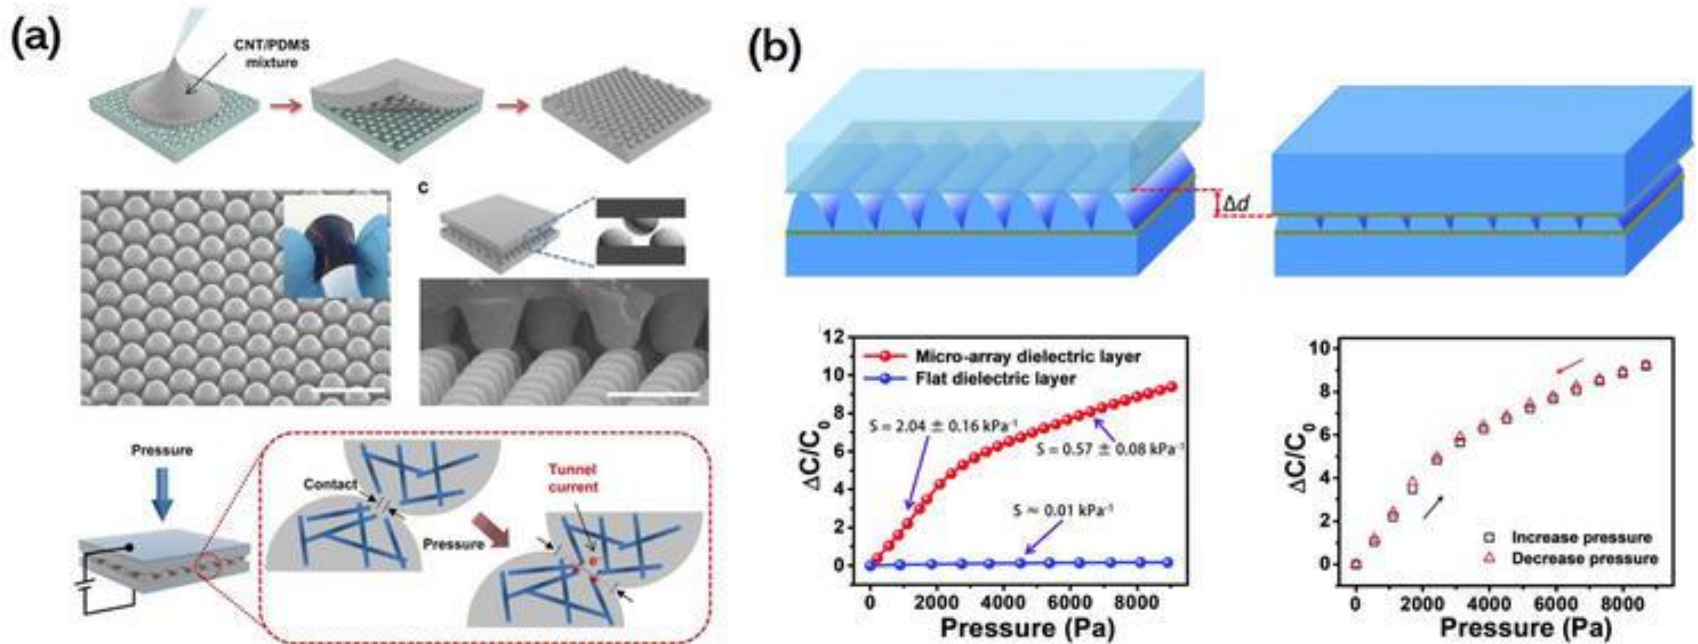 (a)
CNT/PDMS
mixture
c
Pressure
Contact
Tunnel
current
Pressure
(b)
Δd
12
10
8
6
4
2
0
ΔC/C0
Micro-array dielectric layer
Flat dielectric layer
S = 2.04 ± 0.16 kPa-1
S = 0.57 ± 0.08 kPa-1
S ≈ 0.01 kPa-1
0 2000 4000 6000 8000
Pressure (Pa)
10
8
6
4
2
0
ΔC/C0
Increase pressure
Decrease pressure
0 2000 4000 6000 8000
Pressure (Pa)